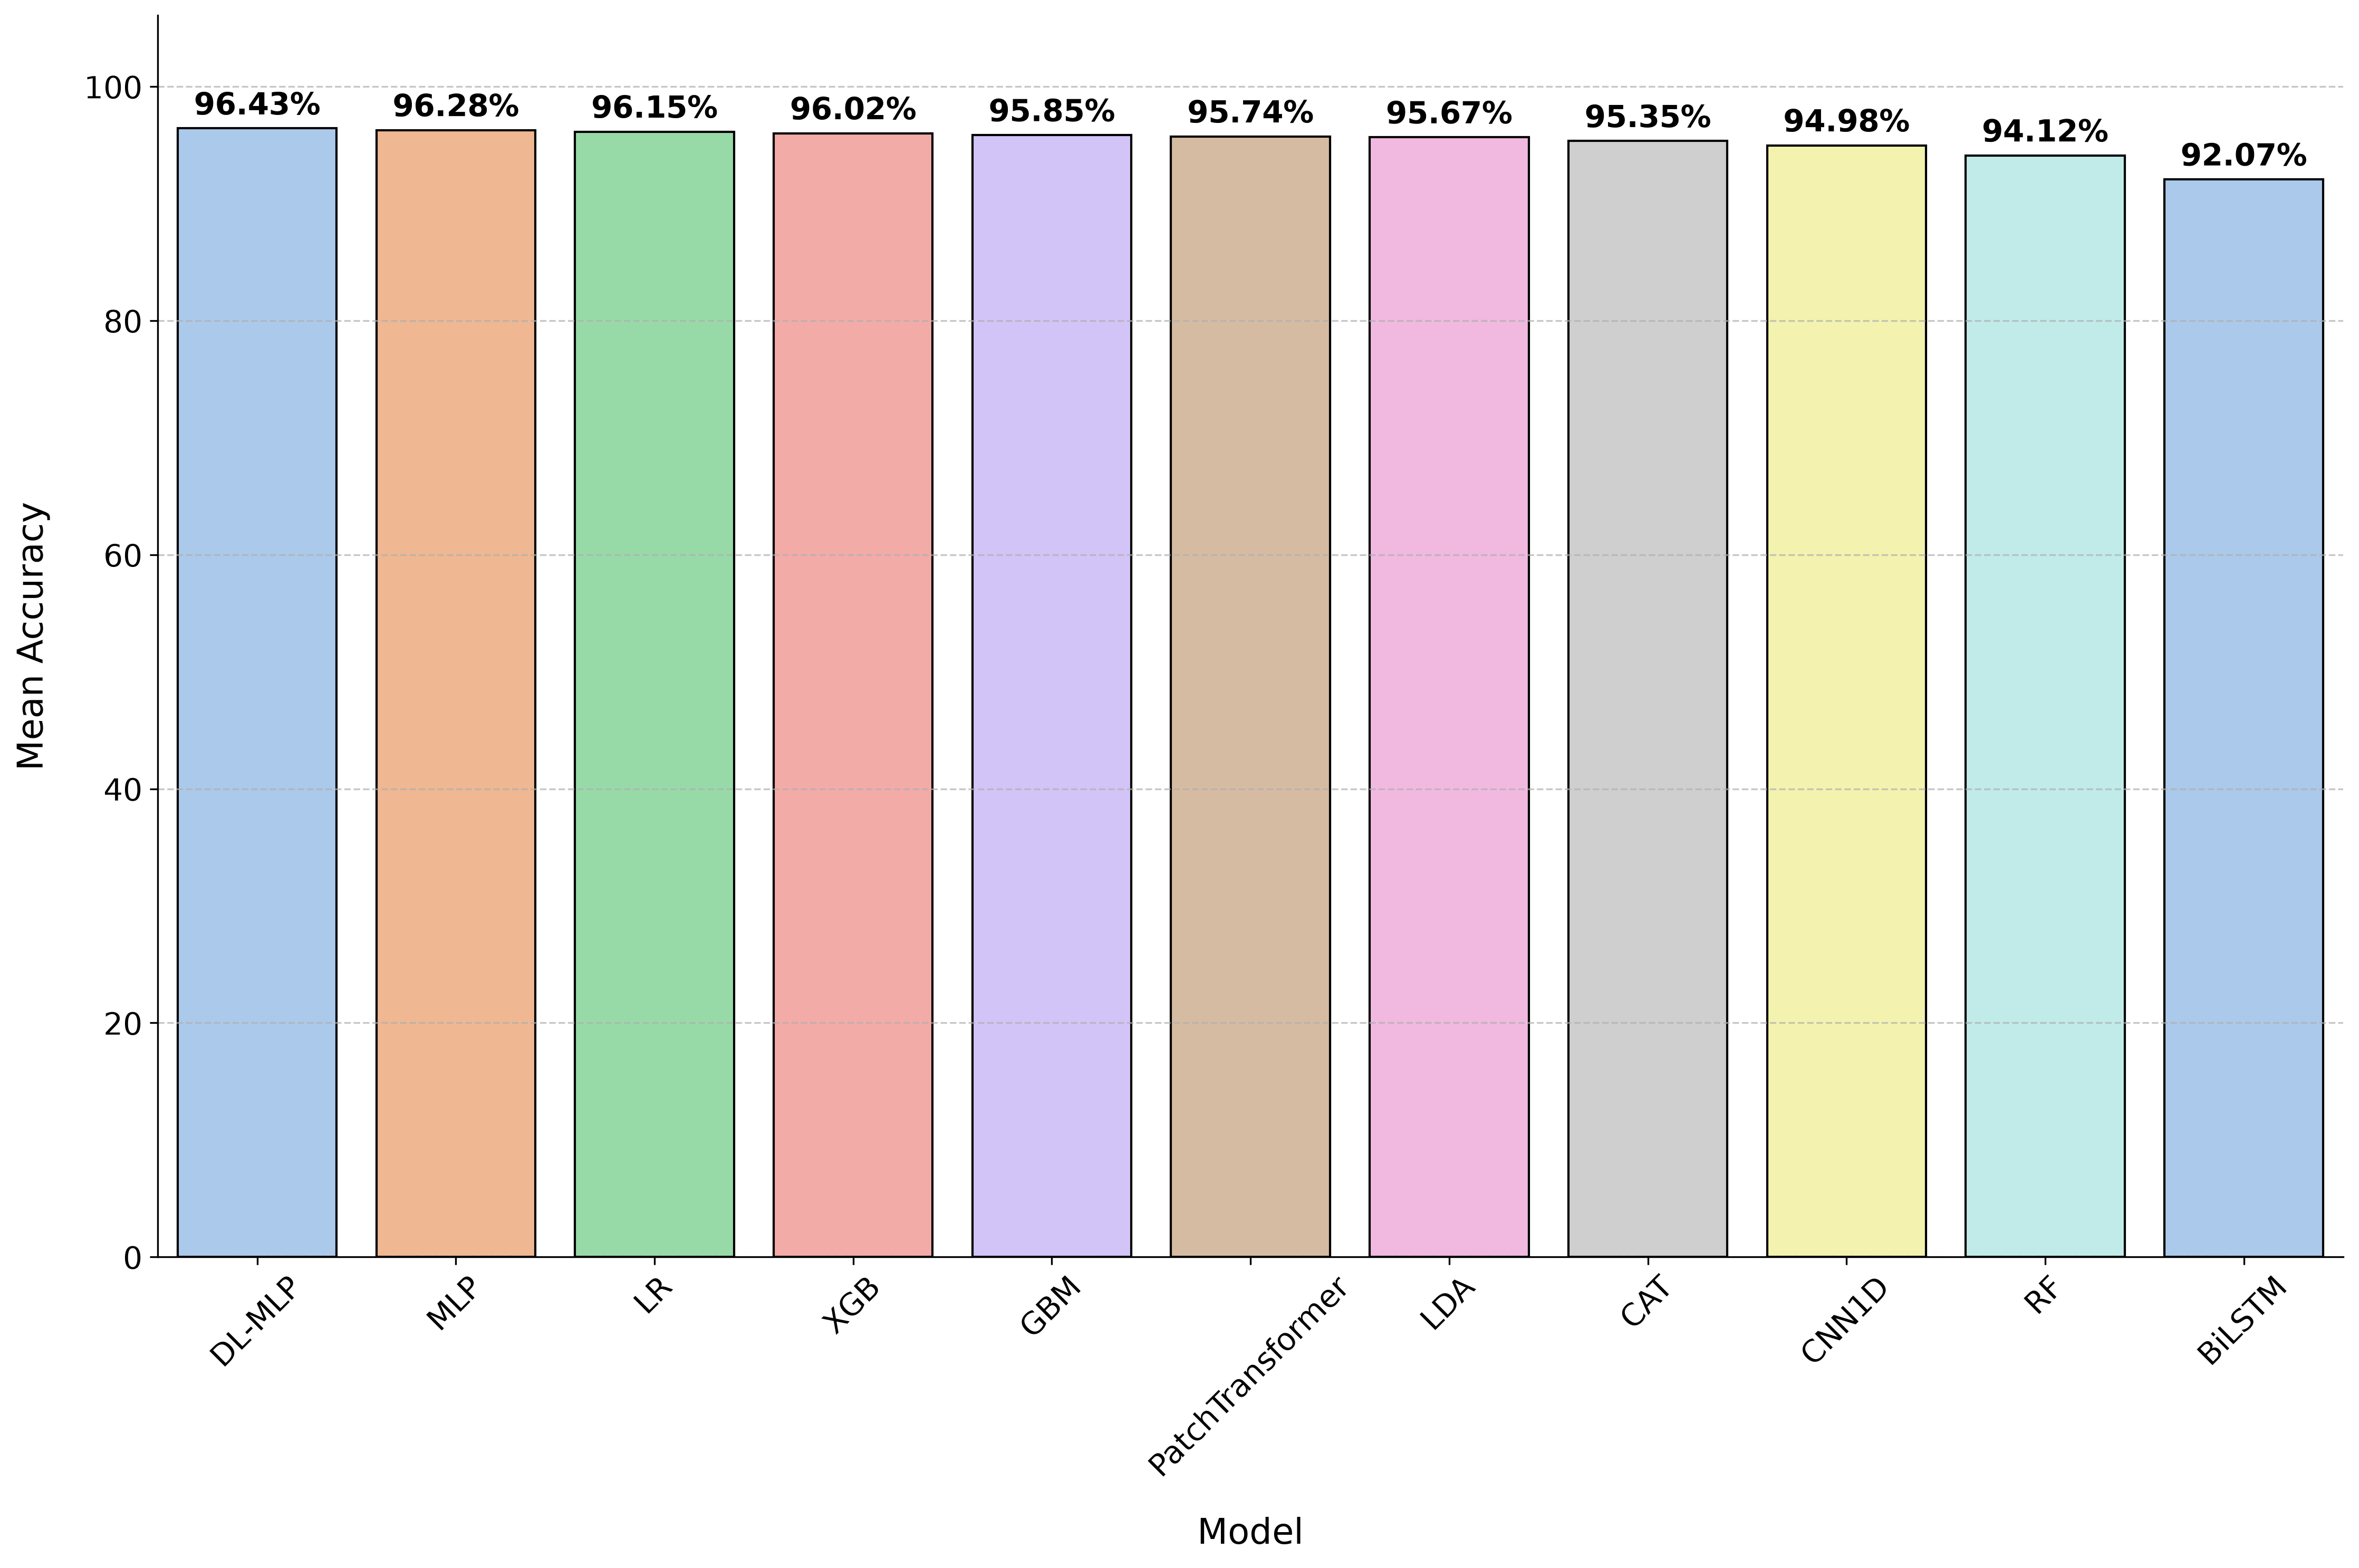 Mean Accuracy
100
80
60
40
20
0
96.43%
96.28%
96.15%
96.02%
95.85%
95.74%
95.67%
95.35%
94.98%
94.12%
92.07%
DL-MLP
MLP
LR
XGB
GBM
PatchTransformer
LDA
CAT
CNN1D
RF
BiLSTM
Model